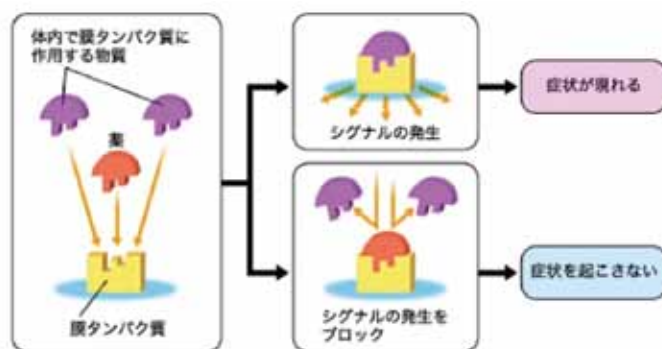 体内で膜タンパク質に
作用する物質
薬
膜タンパク質
シグナルの発生
症状が現れる
シグナルの発生を
ブロック
症状を起こさない